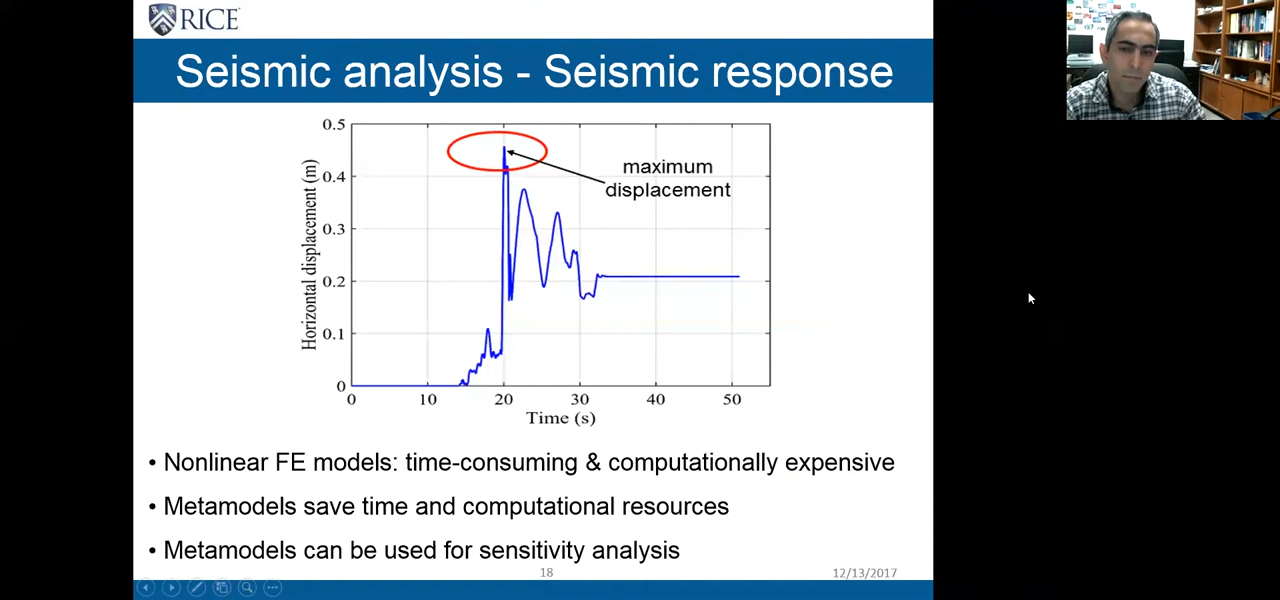 RICE
Seismic analysis - Seismic response
0.5
0.4
0.3
0.2
0.1
0
Horizontal displacement (m)
maximum
displacement
0 10 20 30 40 50
Time (s)
• Nonlinear FE models: time-consuming & computationally expensive
• Metamodels save time and computational resources
• Metamodels can be used for sensitivity analysis
18
12/13/2017